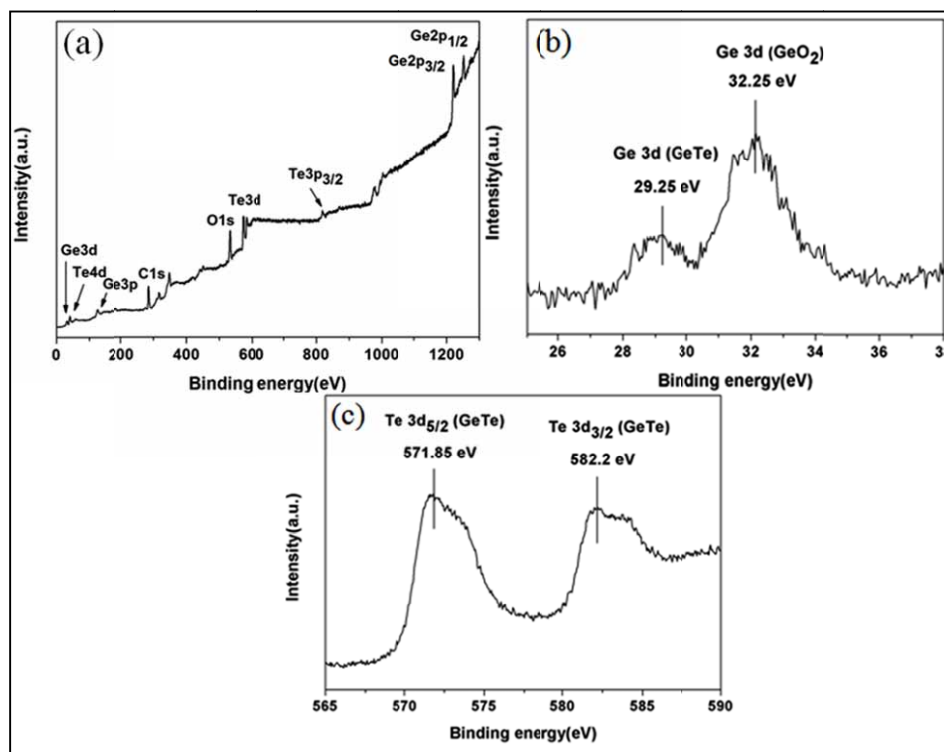 (a)
Ge2p1/2
Ge2p3/2
Te3p3/2
Te3d
O1s
C1s
Ge3d
Te4d
Ge3p
Intensity(a.u.)
0 200 400 600 800 1000 1200
Binding energy(eV)
(b)
Ge 3d (GeO2)
32.25 eV
Ge 3d (GeTe)
29.25 eV
Intensity(a.u.)
26 28 29 31 32 34 36 38
Binding energy(eV)
(c)
Te 3d5/2 (GeTe)
571.85 eV
Te 3d3/2 (GeTe)
582.2 eV
Intensity(a.u.)
565 570 575 580 585 590
Binding energy(eV)